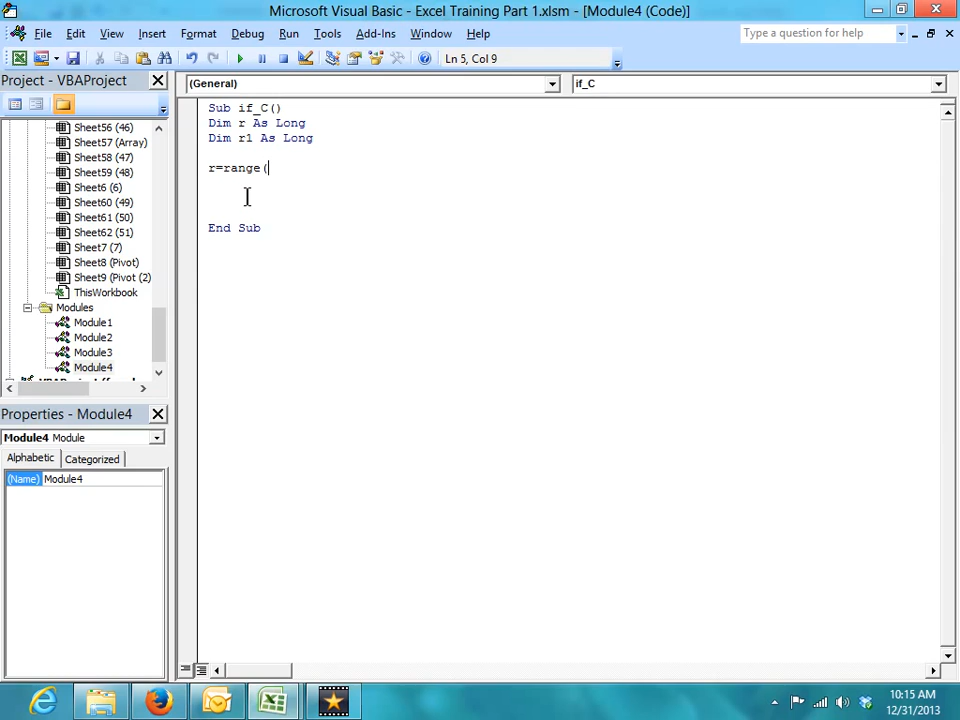 Microsoft Visual Basic - Excel Training Part 1.xlsm - [Module4 (Code)]
File Edit View Insert Format Debug Run Tools Add-Ins Window Help
Type a question for help
Ln 5, Col 9
Project - VBAProject
(General)
if_C
Sheet56 (46)
Sheet57 (Array)
Sheet58 (47)
Sheet59 (48)
Sheet6 (6)
Sheet60 (49)
Sheet61 (50)
Sheet62 (51)
Sheet7 (7)
Sheet8 (Pivot)
Sheet9 (Pivot (2)
ThisWorkbook
Modules
Module1
Module2
Module3
Module4
Sub if_C()
Dim r As Long
Dim r1 As Long
r=range(
End Sub
Properties - Module4
Module4 Module
Alphabetic Categorized
(Name) Module4
10:15 AM
12/31/2013